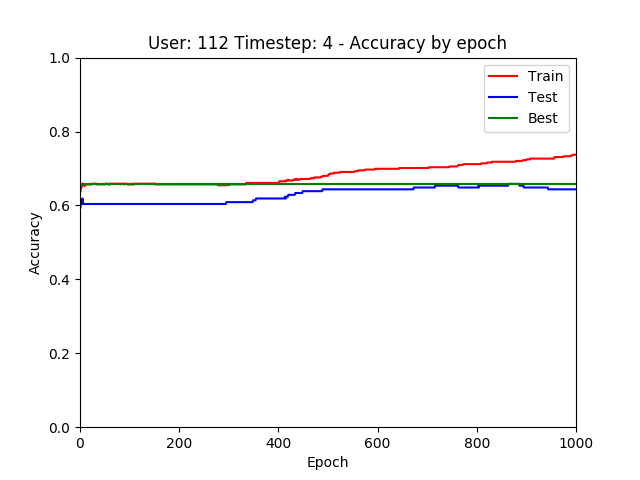 User: 112 Timestep: 4 - Accuracy by epoch
1.0
0.8
0.6
0.4
0.2
0.0
Accuracy
Train
Test
Best
0 200 400 600 800 1000
Epoch